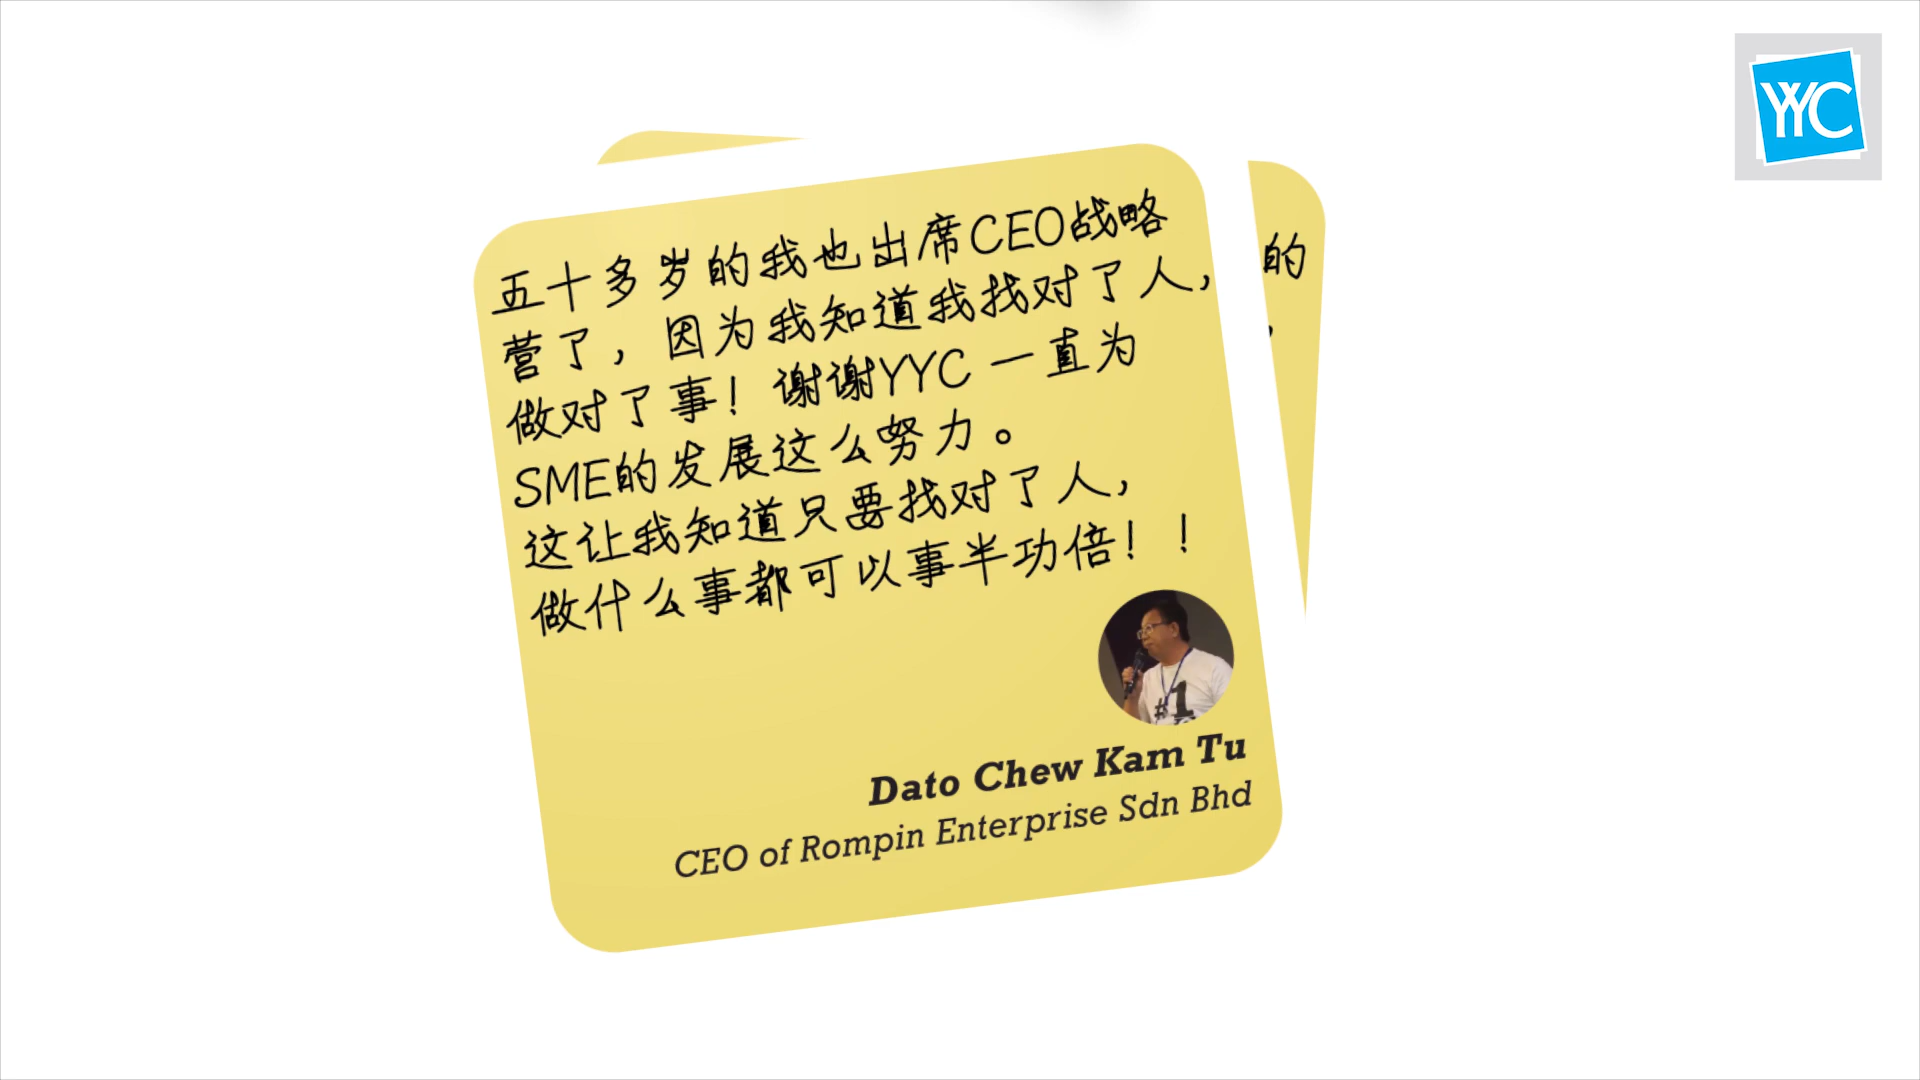 YYC
五十多岁的我也出席CEO战略
营了，因为我知道我找对了人，
做对了事！谢谢YYC 一直为
SME的发展这么努力。
这让我知道只要找对了人，
做什么事都可以事半功倍！！
的
,
#1
Dato Chew Kam Tu
CEO of Rompin Enterprise Sdn Bhd